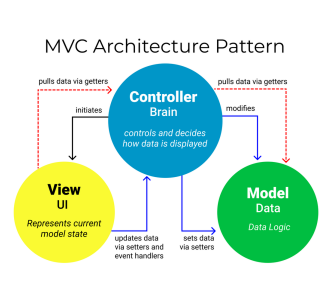 MVC Architecture Pattern
pulls data via getters
pulls data via getters
Controller
Brain
controls and decides
how data is displayed
initiates
modifies
View
UI
Represents current
model state
Model
Data
Data Logic
updates data
via setters and
event handlers
sets data
via setters